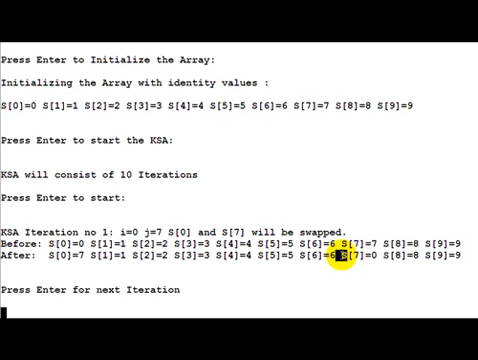 Press Enter to Initialize the Array:
Initializing the Array with identity values :
S[0]=0 S[1]=1 S[2]=2 S[3]=3 S[4]=4 S[5]=5 S[6]=6 S[7]=7 S[8]=8 S[9]=9
Press Enter to start the KSA:
KSA will consist of 10 Iterations
Press Enter to start:
KSA Iteration no 1: i=0 j=7 S[0] and S[7] will be swapped.
Before: S[0]=0 S[1]=1 S[2]=2 S[3]=3 S[4]=4 S[5]=5 S[6]=6 S[7]=7 S[8]=8 S[9]=9
After: S[0]=7 S[1]=1 S[2]=2 S[3]=3 S[4]=4 S[5]=5 S[6]=6 S[7]=0 S[8]=8 S[9]=9
Press Enter for next Iteration